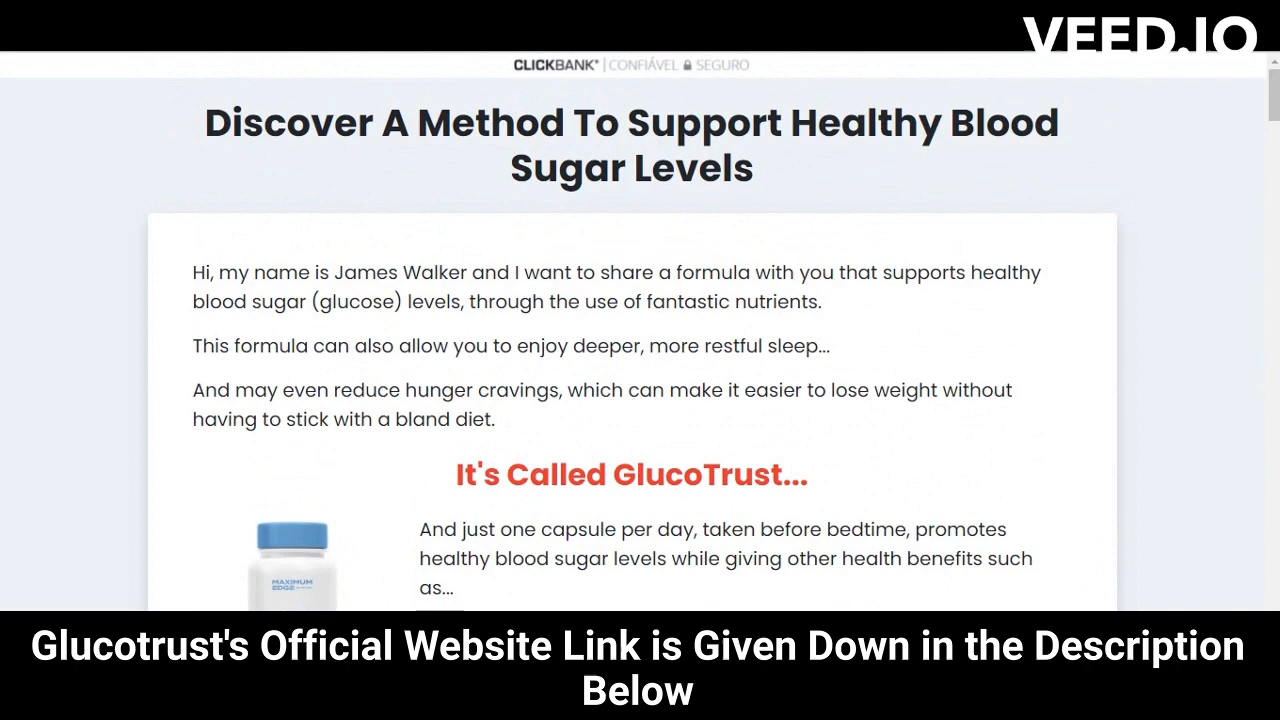 VEED.IO
CLICKBANK® | CONFIÁVEL SEGURO
Discover A Method To Support Healthy Blood
Sugar Levels
Hi, my name is James Walker and I want to share a formula with you that supports healthy
blood sugar (glucose) levels, through the use of fantastic nutrients.
This formula can also allow you to enjoy deeper, more restful sleep...
And may even reduce hunger cravings, which can make it easier to lose weight without
having to stick with a bland diet.
It's Called GlucoTrust...
And just one capsule per day, taken before bedtime, promotes
healthy blood sugar levels while giving other health benefits such
as...
MAXIMUM
EDGE
Glucotrust's Official Website Link is Given Down in the Description
Below